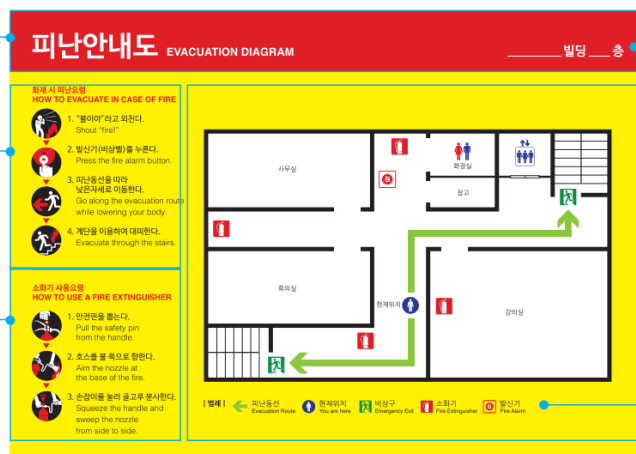 피난안내도 EVACUATION DIAGRAM
빌딩 층
화재 시 피난요령
HOW TO EVACUATE IN CASE OF FIRE
1. "불이야"라고 외친다.
Shout "fire!"
2. 발신기(비상벨)를 누른다.
Press the fire alarm button.
3. 피난동선을 따라
낮은자세로 이동한다.
Go along the evacuation route
while lowering your body.
4. 계단을 이용하여 대피한다.
Evacuate through the stairs.
소화기 사용요령
HOW TO USE A FIRE EXTINGUISHER
1. 안전핀을 뽑는다.
Pull the safety pin
from the handle.
2. 호스를 불 쪽으로 향한다.
Aim the nozzle at
the base of the fire.
3. 손잡이를 눌러 골고루 분사한다.
Squeeze the handle and
sweep the nozzle
from side to side.
사무실
B
화장실
창고
회의실
현재위치
강의실
| 범례 |
피난동선
Evacuation Route
현재위치
You are here
비상구
Emergency Exit
소화기
Fire Extinguisher
B
발신기
Fire Alarm